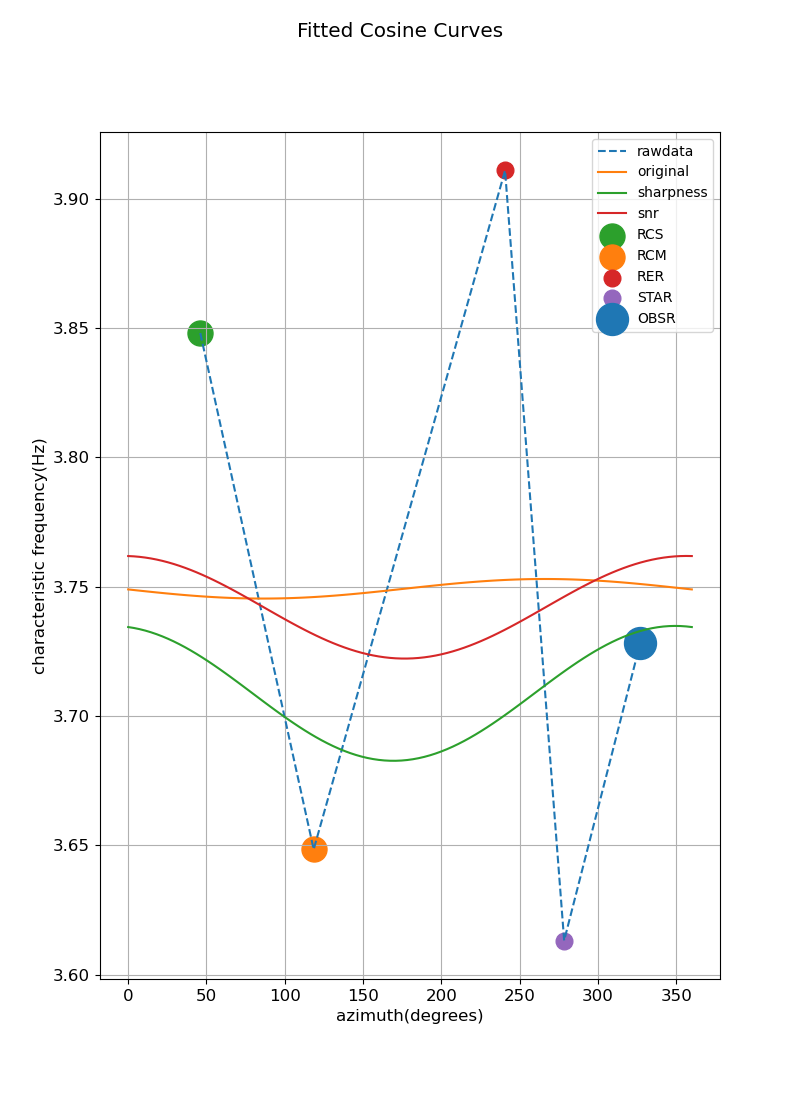 Fitted Cosine Curves
rawdata
original
sharpness
snr
RCS
RCM
RER
STAR
OBSR
3.90
3.85
3.80
3.75
3.70
3.65
3.60
characteristic frequency(Hz)
0 50 100 150 200 250 300 350
azimuth(degrees)